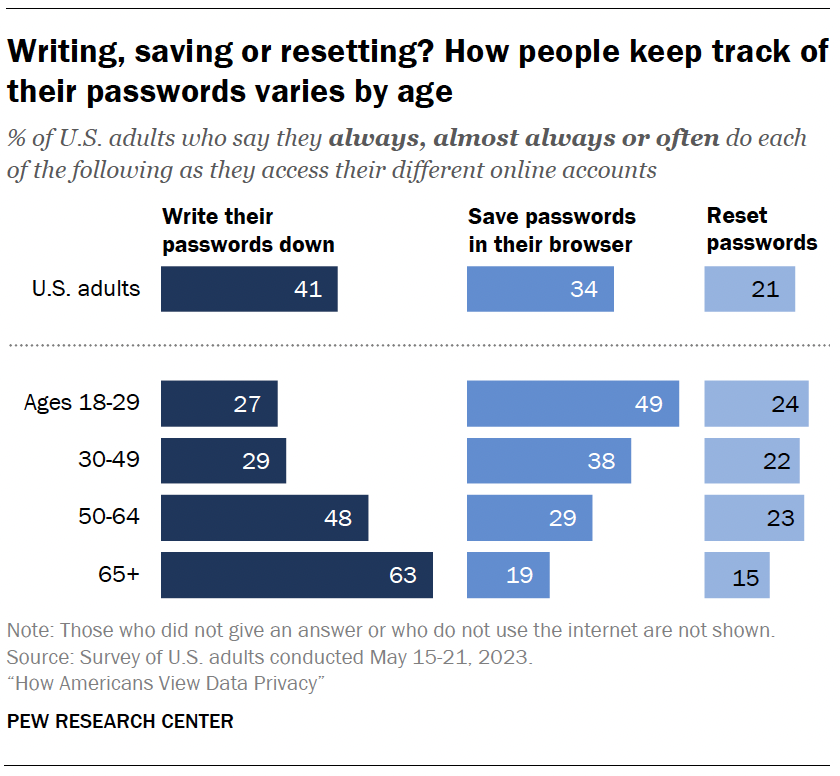 Writing, saving or resetting? How people keep track of
their passwords varies by age
% of U.S. adults who say they always, almost always or often do each
of the following as they access their different online accounts
Write their
passwords down
Save passwords
in their browser
Reset
passwords
U.S. adults 41 34 21
Ages 18-29 27 49 24
30-49 29 38 22
50-64 48 29 23
65+ 63 19 15
Note: Those who did not give an answer or who do not use the internet are not shown.
Source: Survey of U.S. adults conducted May 15-21, 2023.
“How Americans View Data Privacy”
PEW RESEARCH CENTER